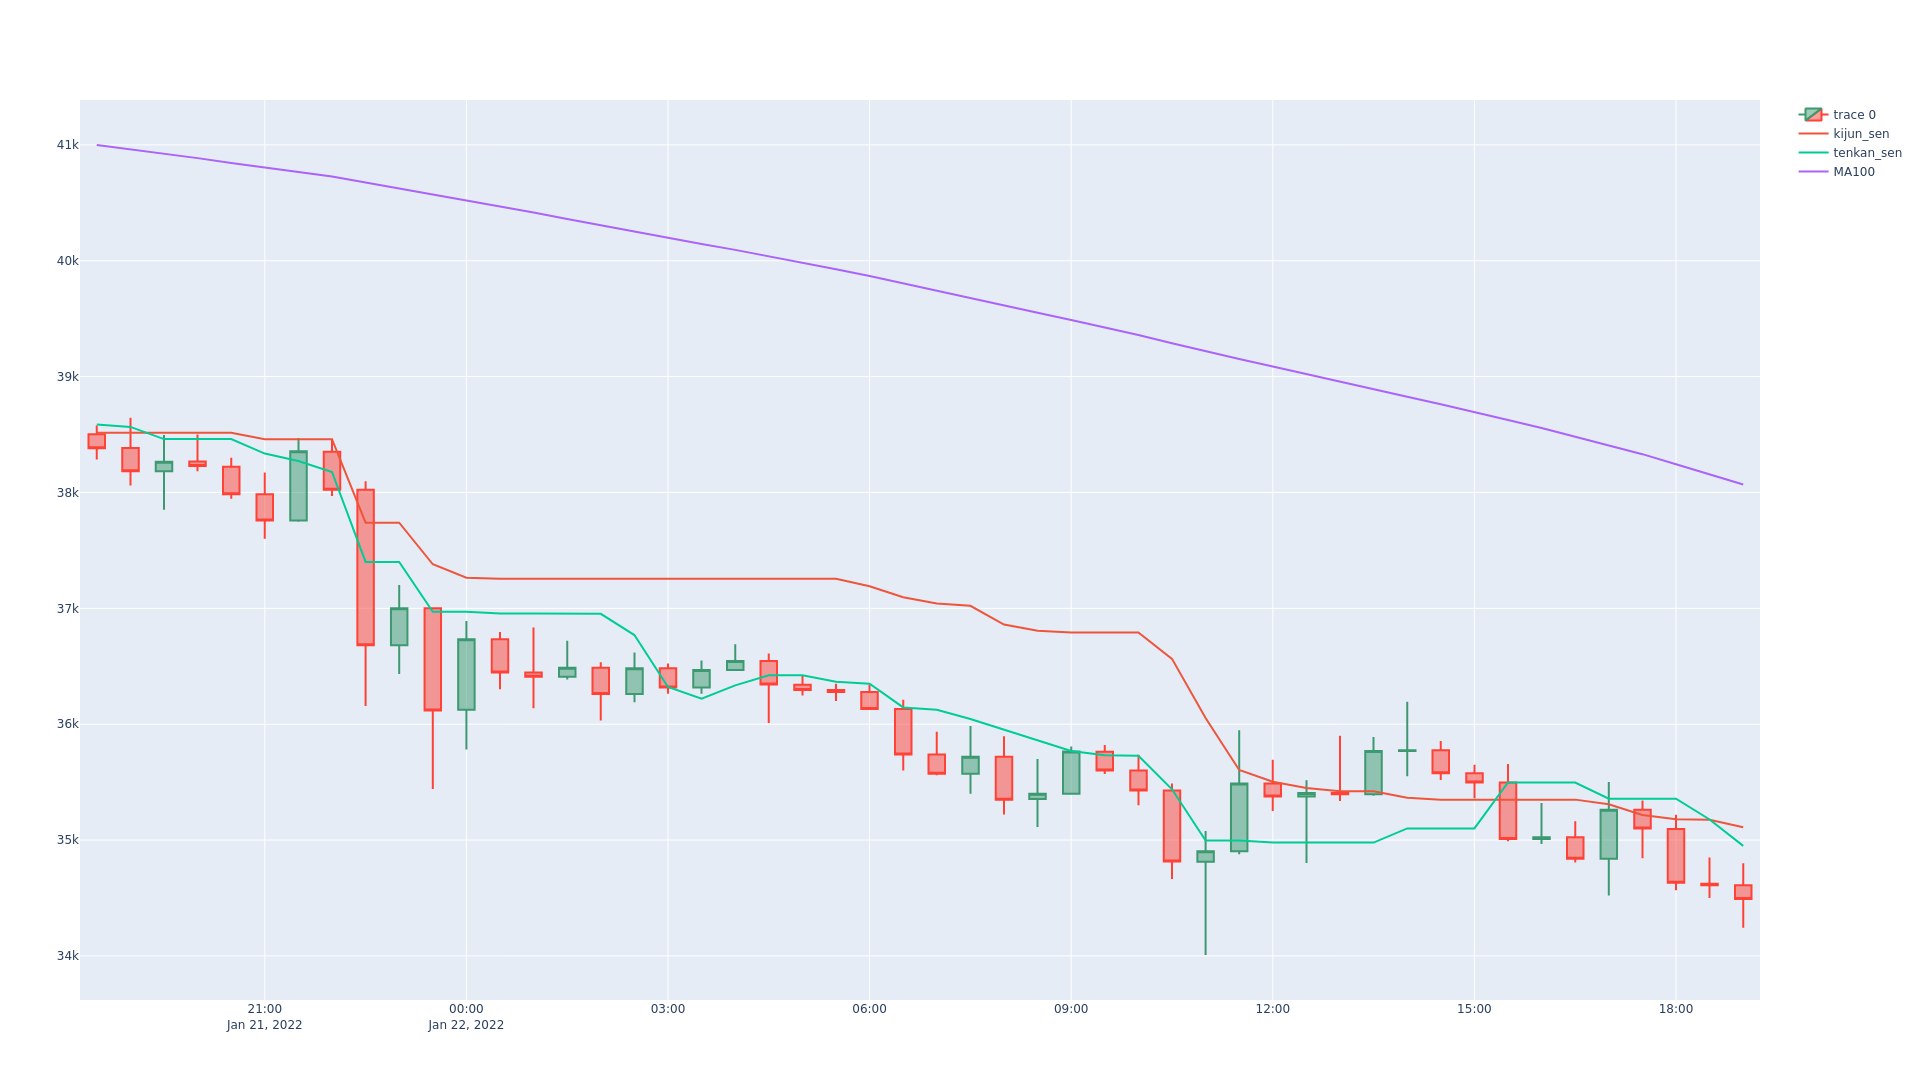 trace 0
kijun_sen
tenkan_sen
MA100
41k
40k
39k
38k
37k
36k
35k
34k
21:00
Jan 21, 2022
00:00
Jan 22, 2022
03:00
06:00
09:00
12:00
15:00
18:00